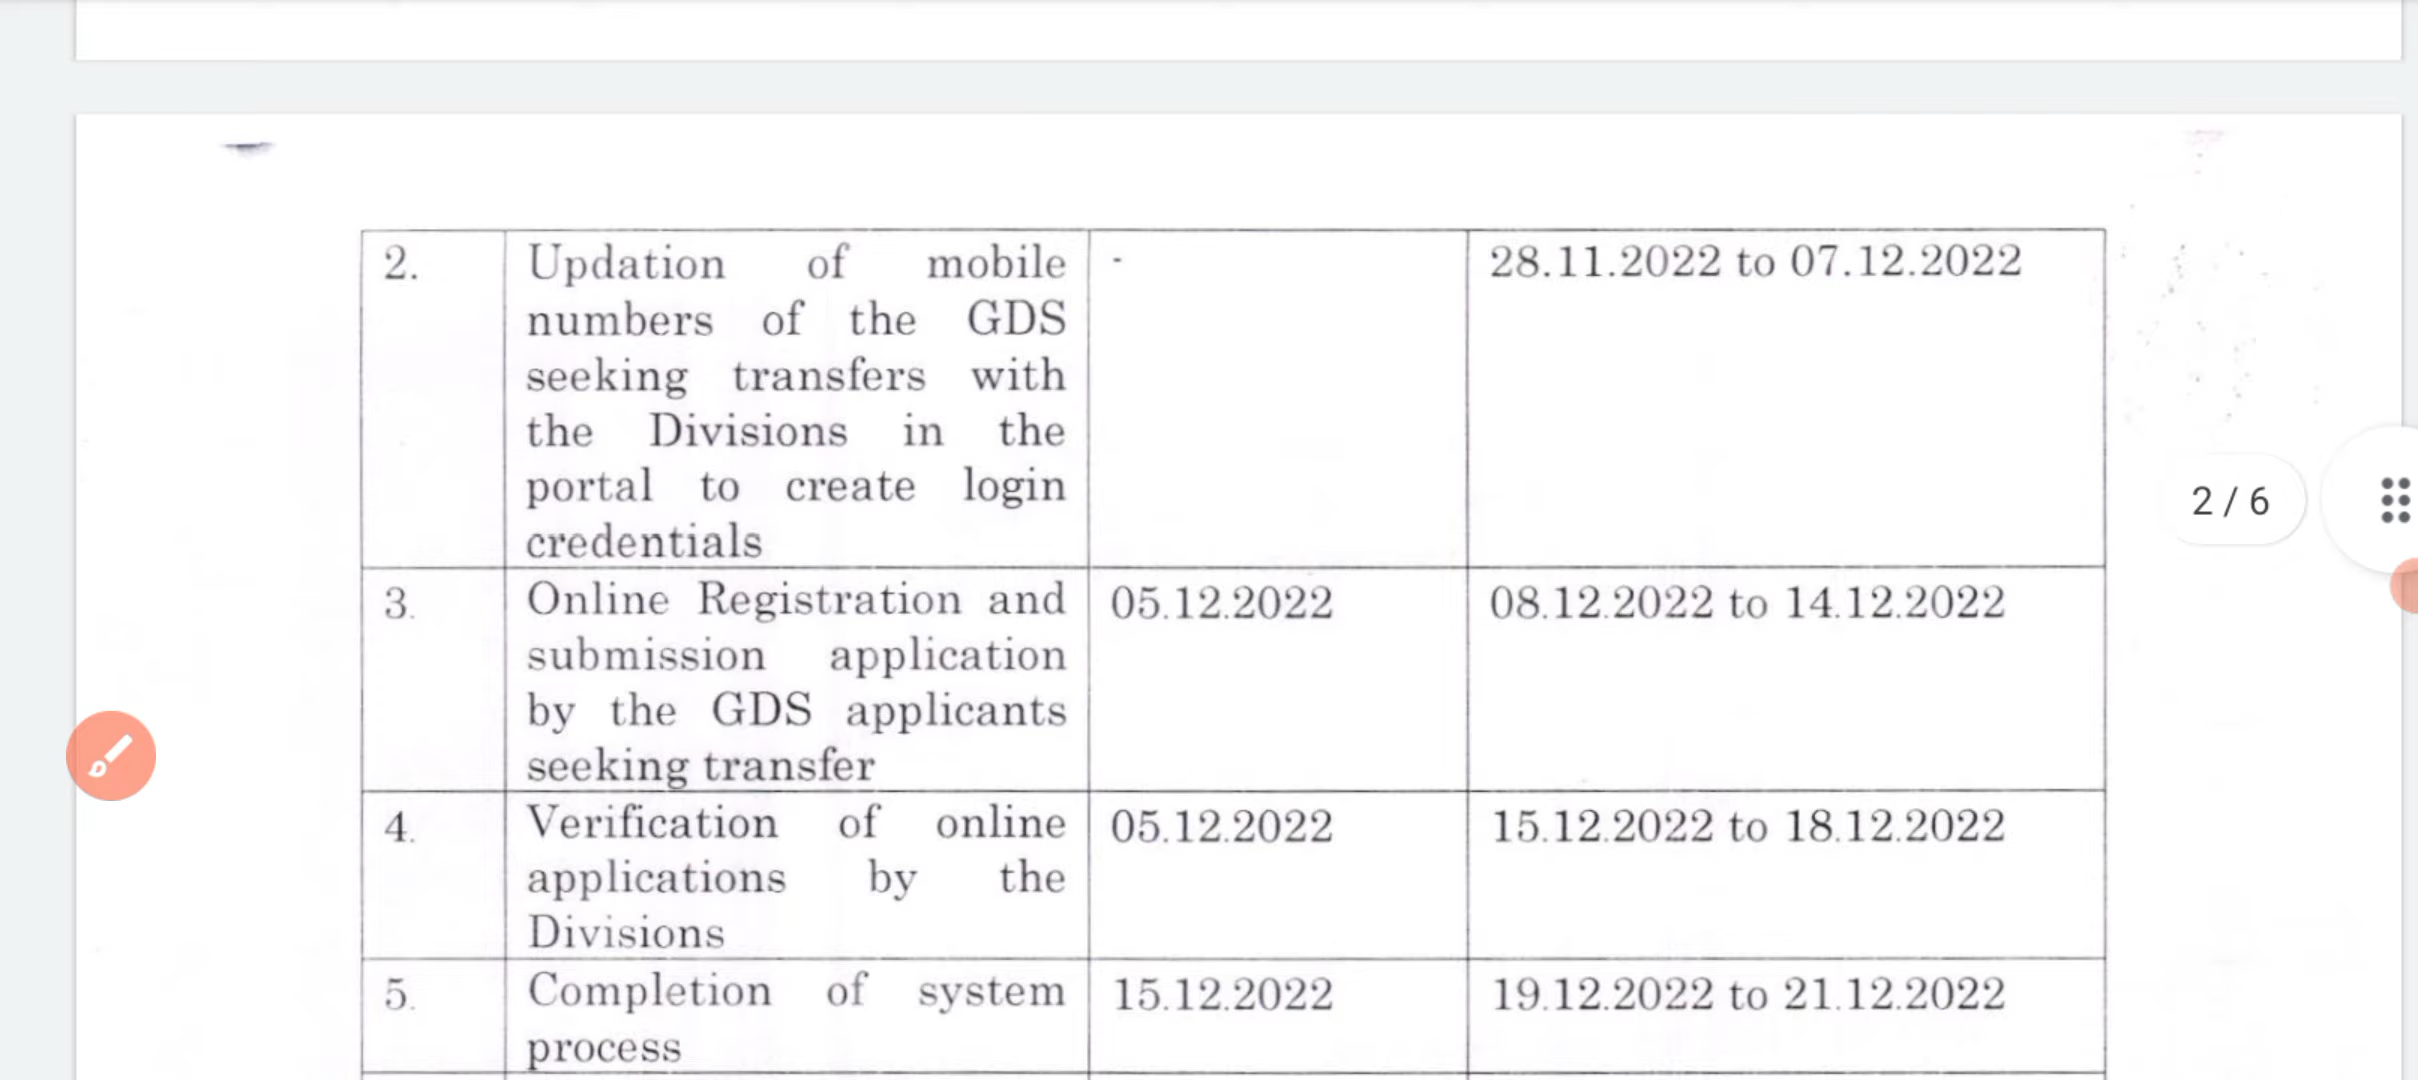 2. Updation of mobile - 28.11.2022 to 07.12.2022
numbers of the GDS
seeking transfers with
the Divisions in the
portal to create login
credentials
3. Online Registration and 05.12.2022 08.12.2022 to 14.12.2022
submission application
by the GDS applicants
seeking transfer
4. Verification of online 05.12.2022 15.12.2022 to 18.12.2022
applications by the
Divisions
5. Completion of system 15.12.2022 19.12.2022 to 21.12.2022
process
2 / 6